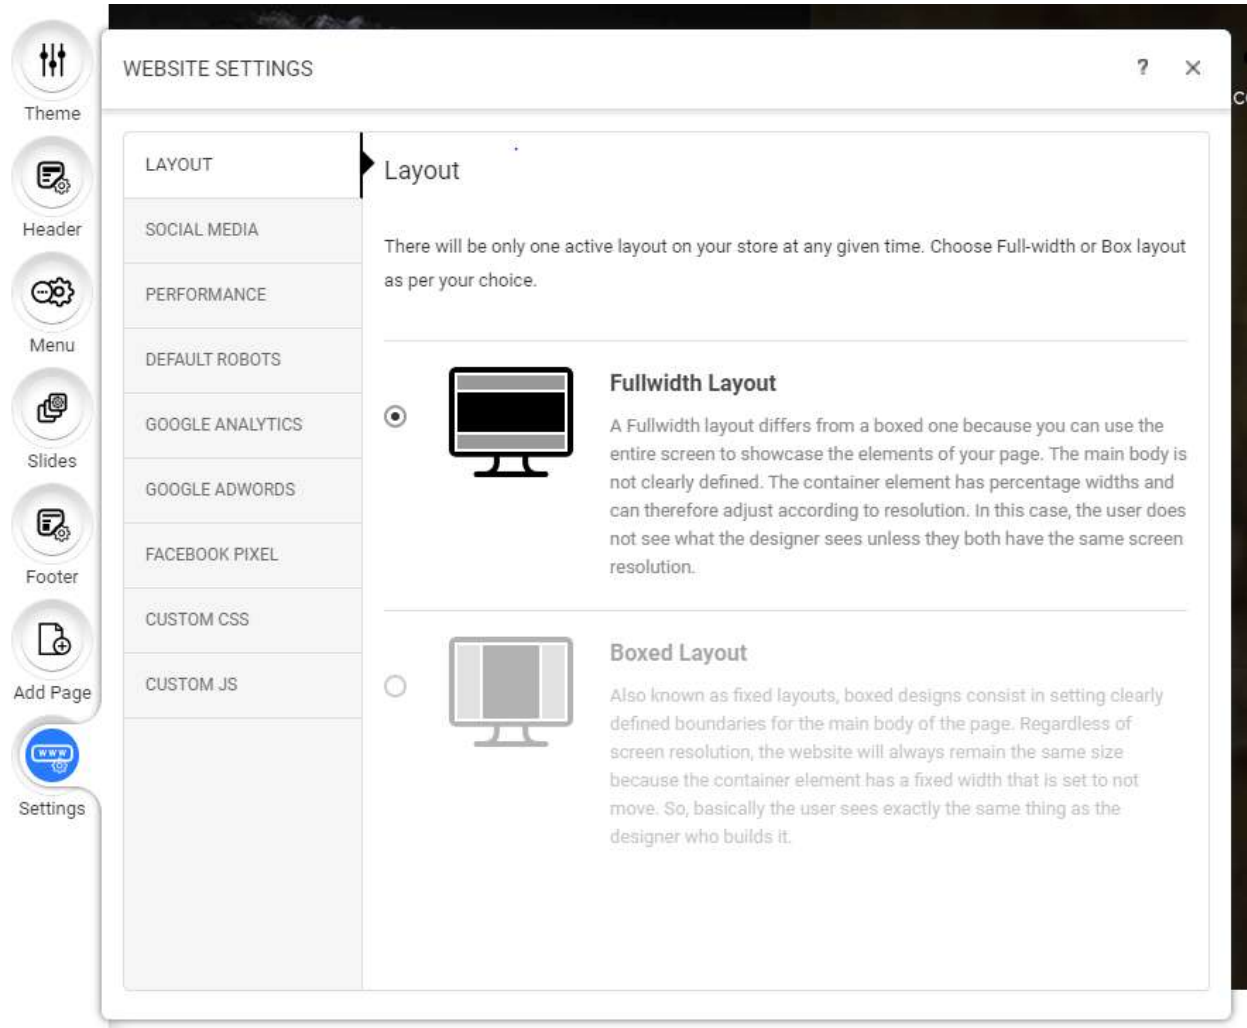 WEBSITE SETTINGS
?
Theme
Header
Menu
Slides
Footer
Add Page
www
Settings
LAYOUT
SOCIAL MEDIA
PERFORMANCE
DEFAULT ROBOTS
GOOGLE ANALYTICS
GOOGLE ADWORDS
FACEBOOK PIXEL
CUSTOM CSS
CUSTOM JS
Layout
There will be only one active layout on your store at any given time. Choose Full-width or Box layout
as per your choice.
Fullwidth Layout
A Fullwidth layout differs from a boxed one because you can use the
entire screen to showcase the elements of your page. The main body is
not clearly defined. The container element has percentage widths and
can therefore adjust according to resolution. In this case, the user does
not see what the designer sees unless they both have the same screen
resolution.
Boxed Layout
Also known as fixed layouts, boxed designs consist in setting clearly
defined boundaries for the main body of the page. Regardless of
screen resolution, the website will always remain the same size
because the container element has a fixed width that is set to not
move. So, basically the user sees exactly the same thing as the
designer who builds it.